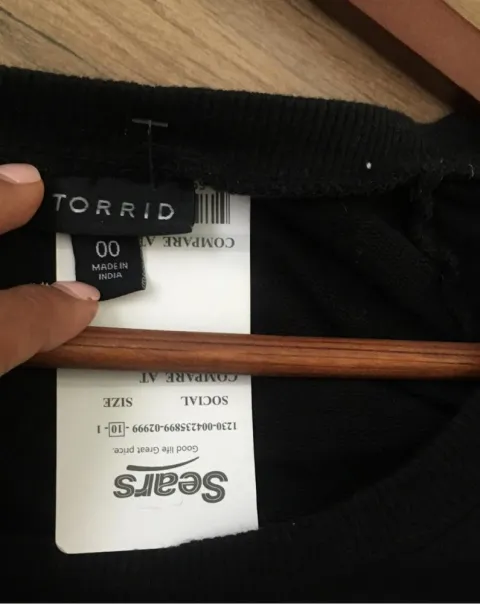 TORRID
00
MADE IN
INDIA
Sears
Good life Great price.
1230-004235899-02999 - 10 - 1
SOCIAL SIZE
COMPARE AT
COMPARE AT